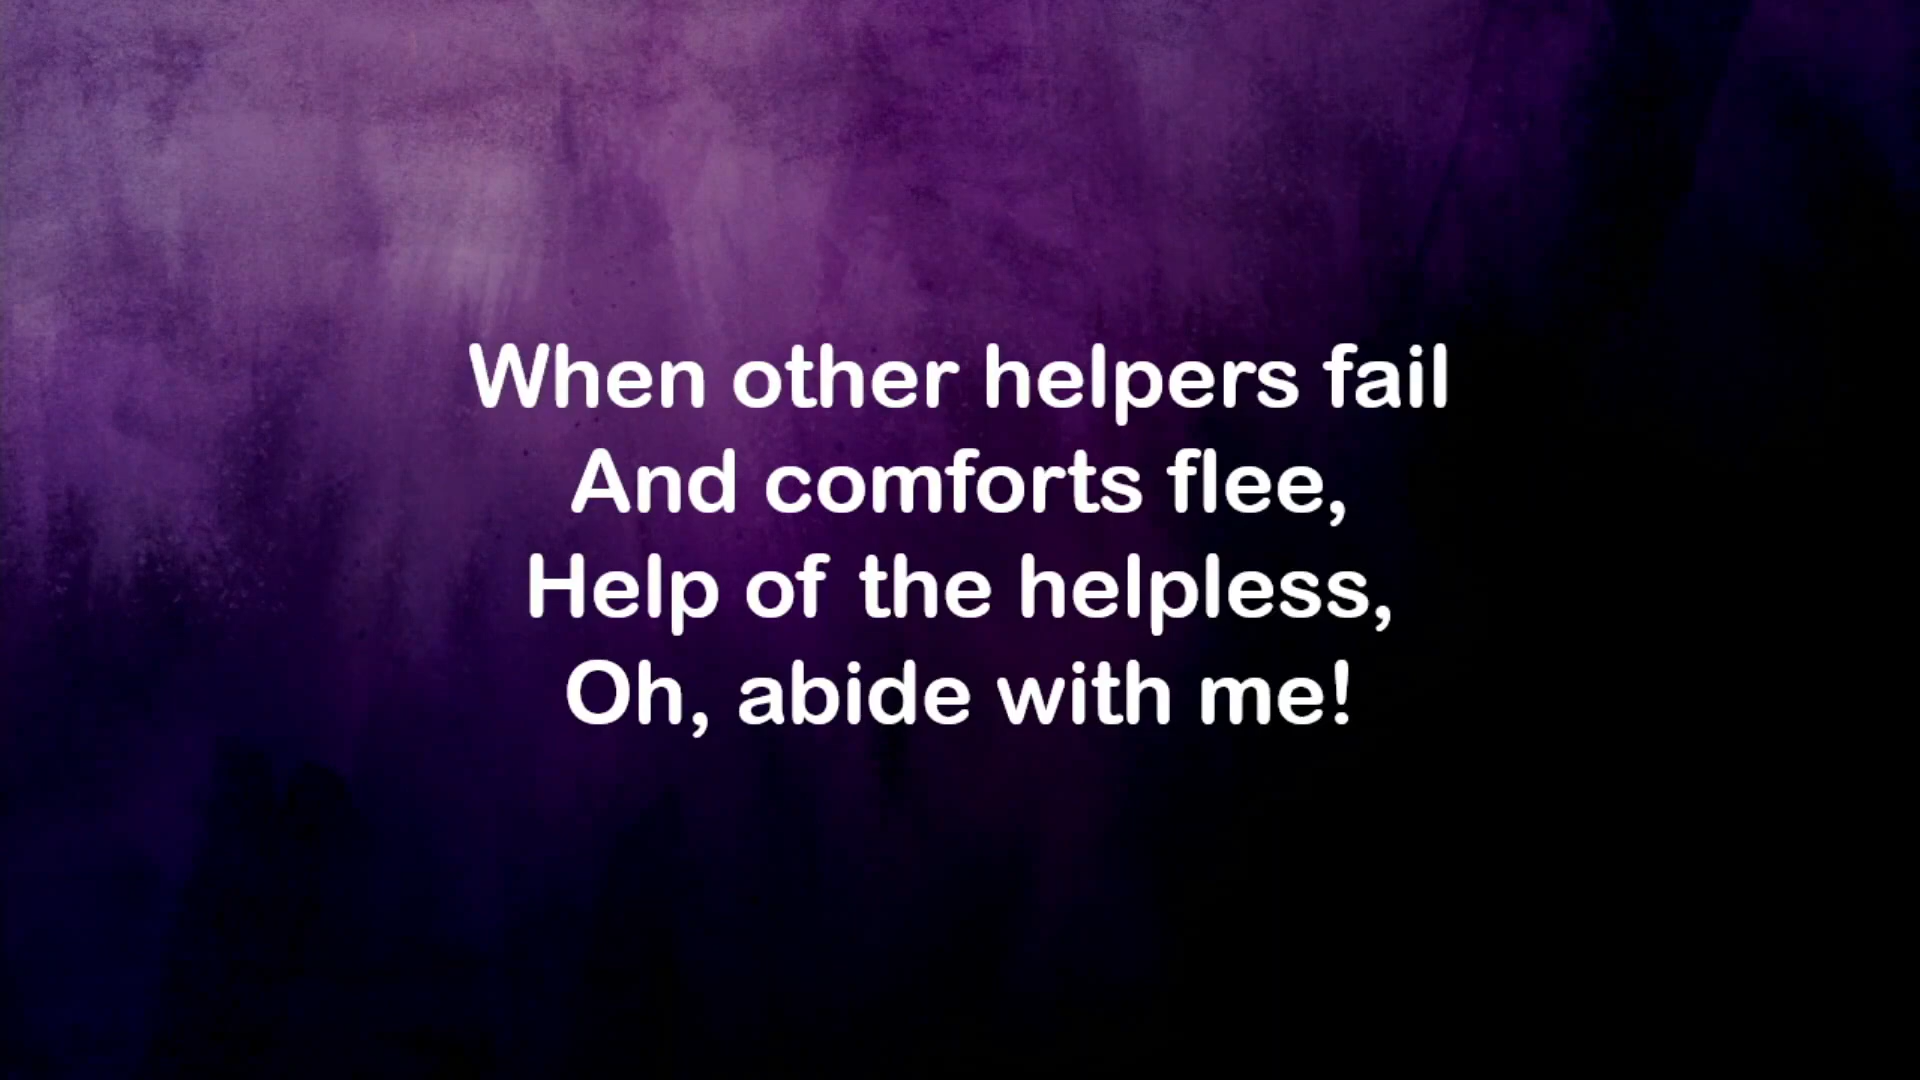 When other helpers fail
And comforts flee,
Help of the helpless,
Oh, abide with me!